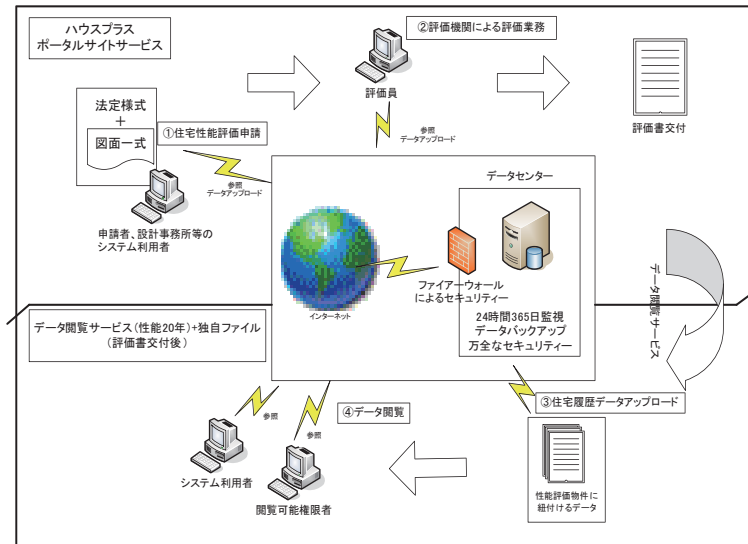 ハウスプラス
ポータルサイトサービス
②評価機関による評価業務
評価員
評価書交付
法定様式
+
図面一式
①住宅性能評価申請
参照
データアップロード
参照
データアップロード
申請者、設計事務所等の
システム利用者
データセンター
ファイアーウォール
によるセキュリティー
インターネット
24時間365日監視
データバックアップ
万全なセキュリティー
データ閲覧サービス
データ閲覧サービス(性能20年)+独自ファイル
(評価書交付後)
③住宅履歴データアップロード
④データ閲覧
参照
参照
システム利用者
閲覧可能権限者
性能評価物件に
紐付けるデータ